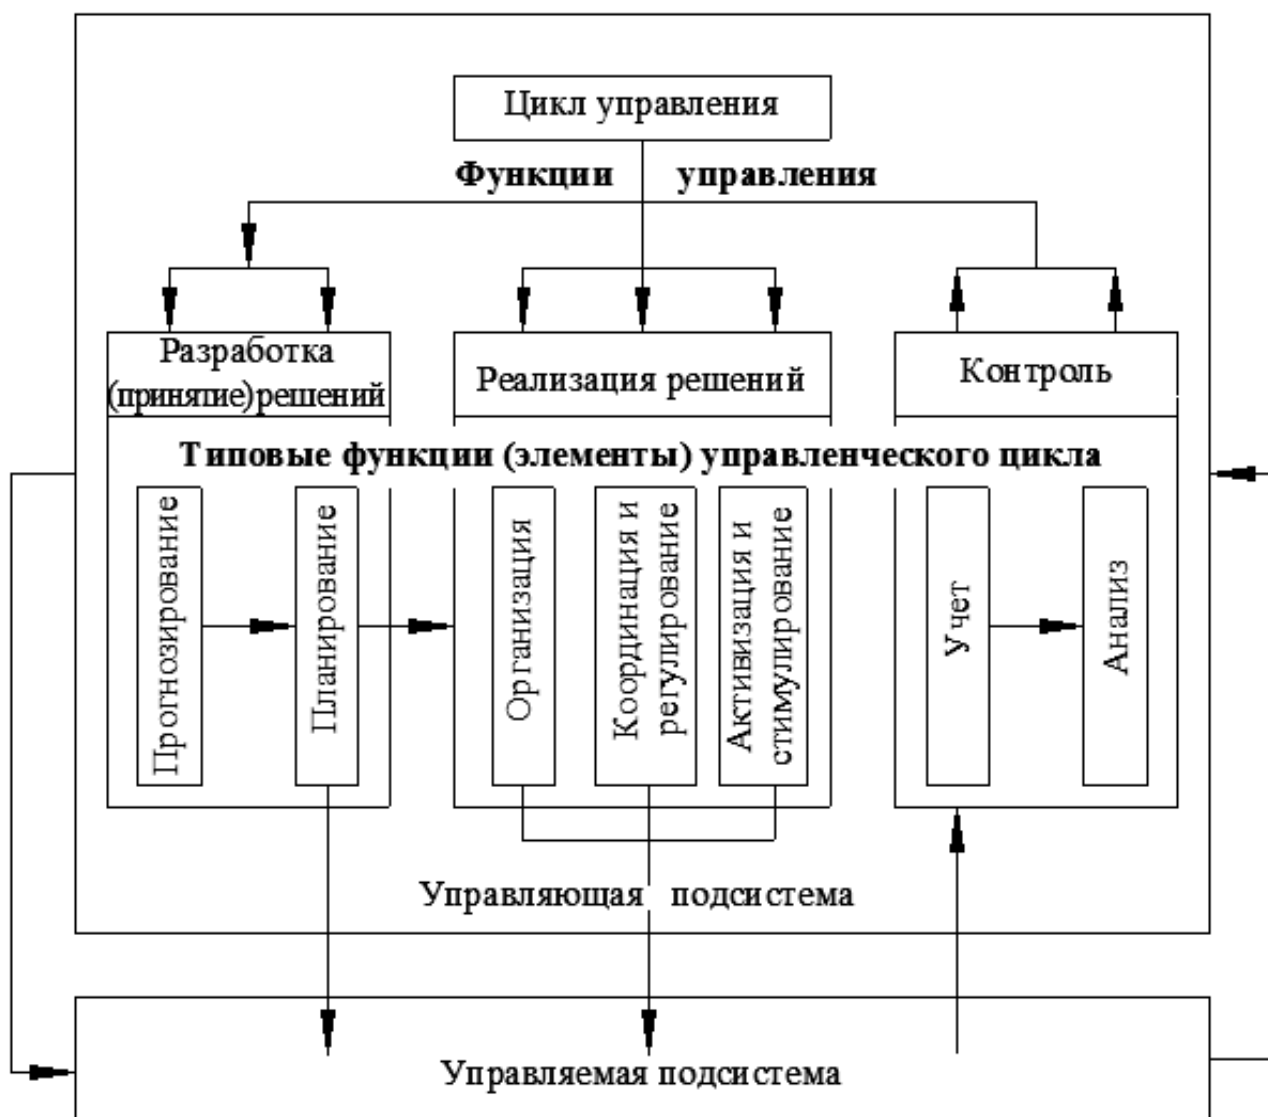 Цикл управления
Функции управления
Разработка
(принятие)решений
Реализация решений
Контроль
Типовые функции (элементы) управленческого цикла
Прогнозирование
Планирование
Организация
Координация и
регулирование
Активизация и
стимулирование
Учет
Анализ
Управляющая подсистема
Управляемая подсистема